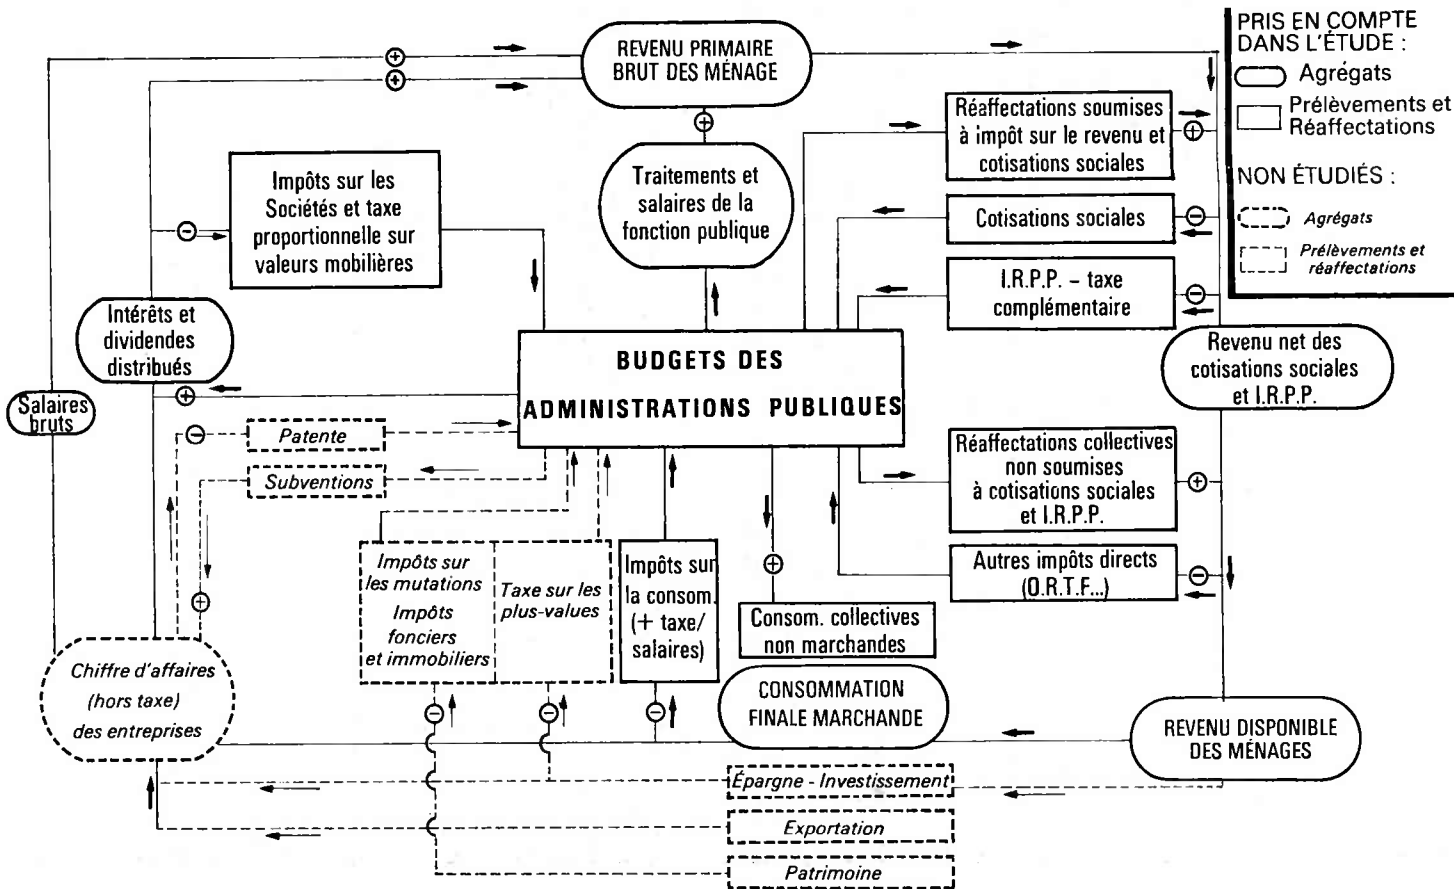 REVENU PRIMAIRE
BRUT DES MÉNAGE
PRIS EN COMPTE
DANS L'ÉTUDE :
Agrégats
Prélèvements et
Réaffectations
NON ÉTUDIÉS :
Agrégats
Prélèvements et
réaffectations
Réaffectations soumises
à impôt sur le revenu et
cotisations sociales
Impôts sur les
Sociétés et taxe
proportionnelle sur
valeurs mobilières
Traitements et
salaires de la
fonction publique
Cotisations sociales
I.R.P.P. – taxe
complémentaire
Intérêts et
dividendes
distribués
BUDGETS DES
ADMINISTRATIONS PUBLIQUES
Revenu net des
cotisations sociales
et I.R.P.P.
Salaires
bruts
Patente
Subventions
Réaffectations collectives
non soumises
à cotisations sociales
et I.R.P.P.
Autres impôts directs
(O.R.T.F...)
Impôts sur
les mutations
Impôts
fonciers
et immobiliers
Taxe sur les
plus-values
Impôts sur
la consom.
(+ taxe/
salaires)
Consom. collectives
non marchandes
Chiffre d'affaires
(hors taxe)
des entreprises
CONSOMMATION
FINALE MARCHANDE
REVENU DISPONIBLE
DES MÉNAGES
Épargne - Investissement
Exportation
Patrimoine